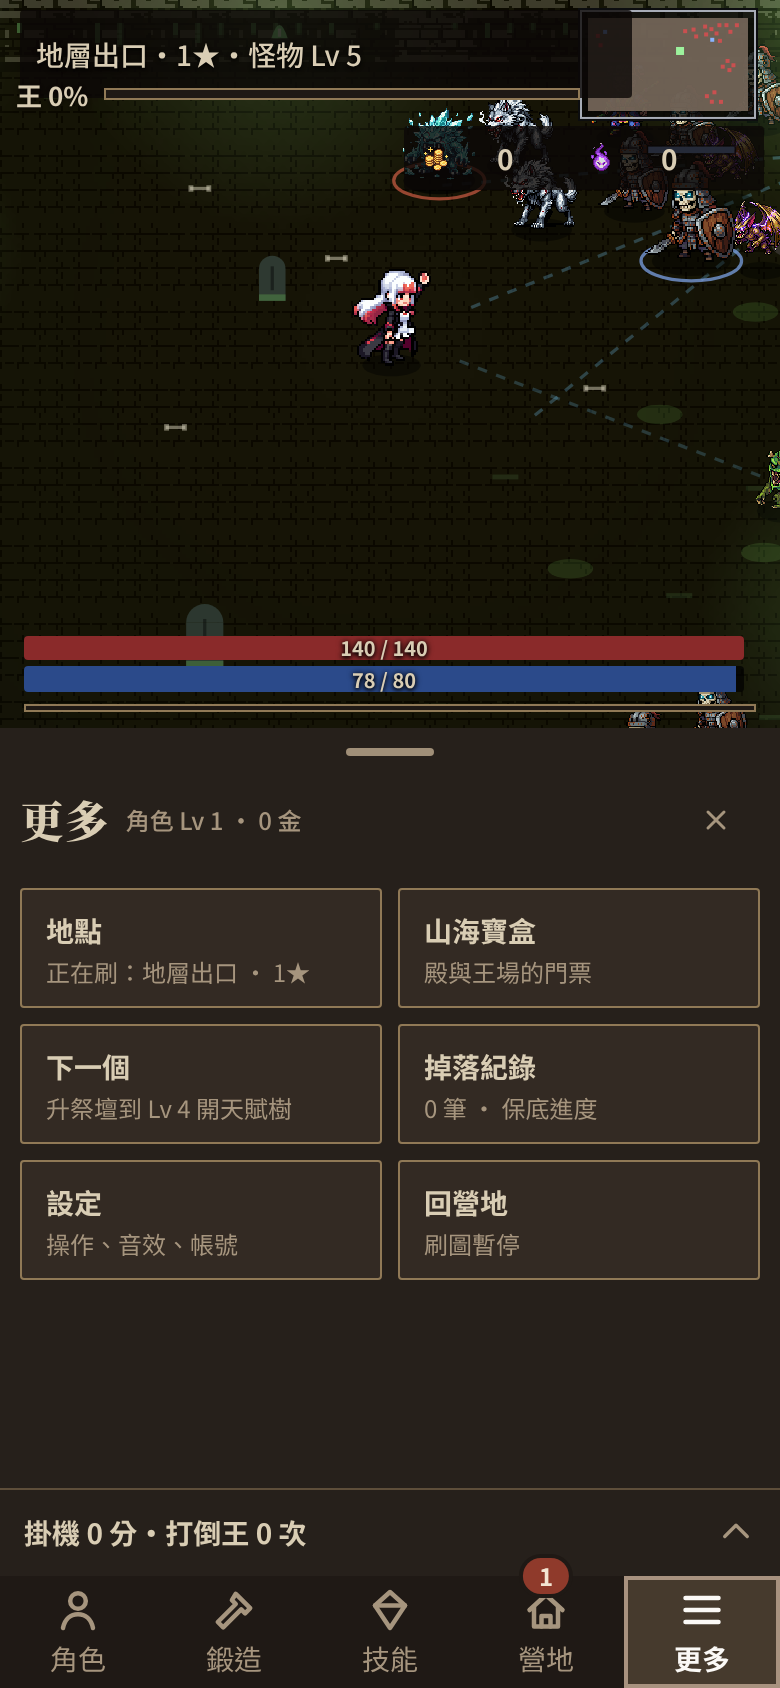 地層出口・1★・怪物 Lv 5
王 0%
0
0
140 / 140
78 / 80
更多
角色 Lv 1 ・ 0 金
地點
正在刷：地層出口 ・ 1★
山海寶盒
殿與王場的門票
下一個
升祭壇到 Lv 4 開天賦樹
掉落紀錄
0 筆 ・ 保底進度
設定
操作、音效、帳號
回營地
刷圖暫停
掛機 0 分・打倒王 0 次
1
角色
鍛造
技能
營地
更多